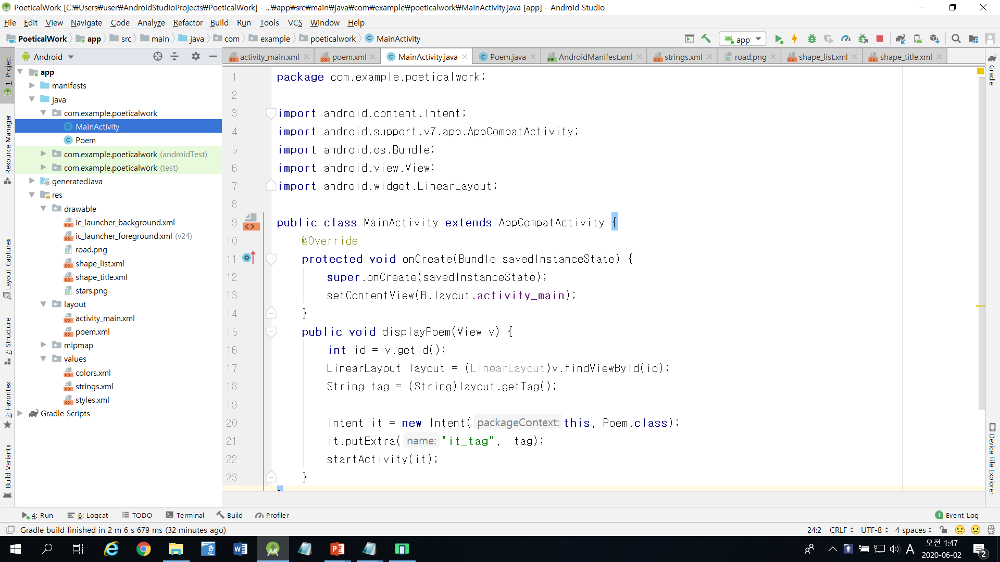 PoeticalWork [C:₩Users₩user₩AndroidStudioProjects₩PoeticalWork] - ...₩app₩src₩main₩java₩com₩example₩poeticalwork₩MainActivity.java [app] - Android Studio
File Edit View Navigate Code Analyze Refactor Build Run Tools VCS Window Help
PoeticalWork app src main java com example poeticalwork MainActivity app
Android
activity_main.xml poem.xml MainActivity.java Poem.java AndroidManifest.xml strings.xml road.png shape_list.xml shape_title.xml
1: Project
Resource Manager
Layout Captures
7: Structure
2: Favorites
Build Variants
app
manifests
java
com.example.poeticalwork
MainActivity
Poem
com.example.poeticalwork (androidTest)
com.example.poeticalwork (test)
generatedJava
res
drawable
ic_launcher_background.xml
ic_launcher_foreground.xml (v24)
road.png
shape_list.xml
shape_title.xml
stars.png
layout
activity_main.xml
poem.xml
mipmap
values
colors.xml
strings.xml
styles.xml
Gradle Scripts
1 package com.example.poeticalwork;
2
3 import android.content.Intent;
4 import android.support.v7.app.AppCompatActivity;
5 import android.os.Bundle;
6 import android.view.View;
7 import android.widget.LinearLayout;
8
9 public class MainActivity extends AppCompatActivity {
10 @Override
11 protected void onCreate(Bundle savedInstanceState) {
12 super.onCreate(savedInstanceState);
13 setContentView(R.layout.activity_main);
14 }
15 public void displayPoem(View v) {
16 int id = v.getId();
17 LinearLayout layout = (LinearLayout)v.findViewById(id);
18 String tag = (String)layout.getTag();
19
20 Intent it = new Intent( packageContext: this, Poem.class);
21 it.putExtra( name: "it_tag", tag);
22 startActivity(it);
23 }
Gradle
Device File Explorer
4: Run 6: Logcat TODO Terminal Build Profiler 1 Event Log
Gradle build finished in 2 m 6 s 679 ms (32 minutes ago) 24:2 CRLF UTF-8 4 spaces
A 오전 1:47
2020-06-02 2